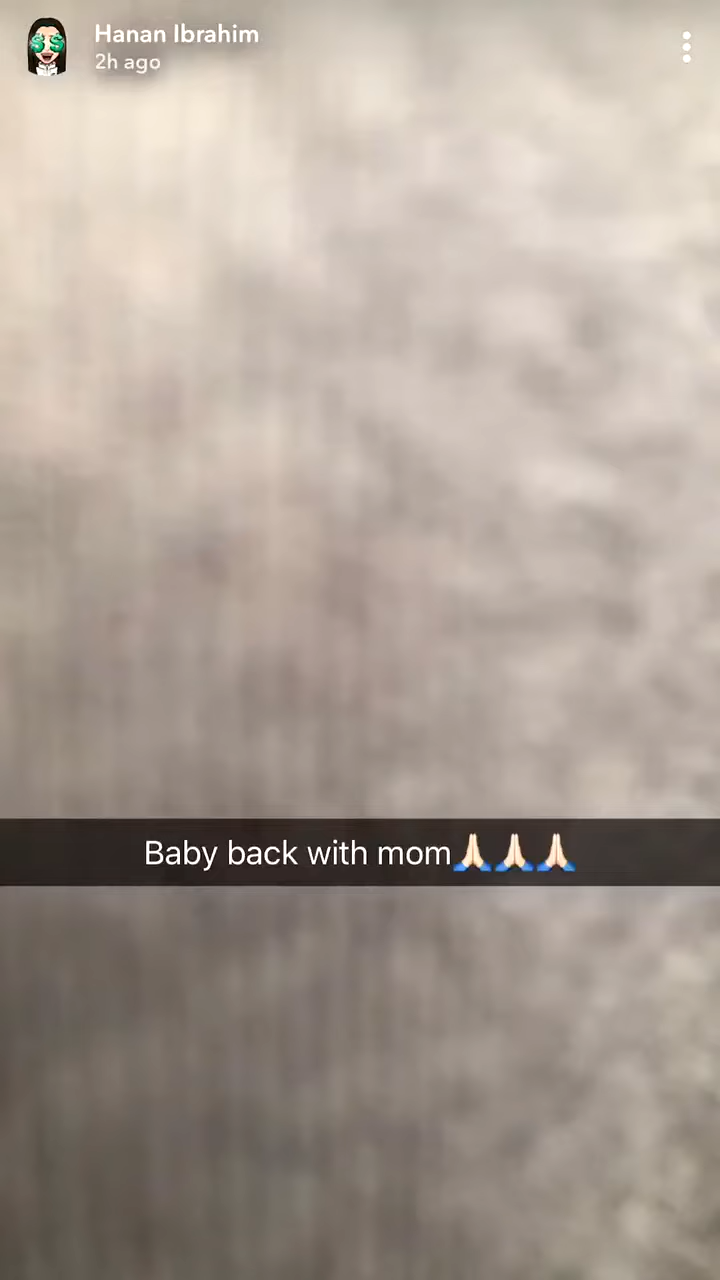 Hanan Ibrahim
2h ago
Baby back with mom🙏🏻🙏🏻🙏🏻